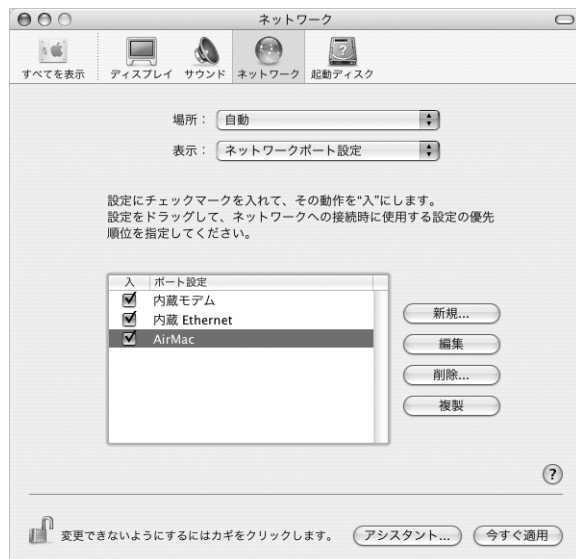 ネットワーク
すべてを表示
ディスプレイ
サウンド
ネットワーク
起動ディスク
場所：
自動
表示：
ネットワークポート設定
設定にチェックマークを入れて、その動作を“入”にします。
設定をドラッグして、ネットワークへの接続時に使用する設定の優先
順位を指定してください。
入
ポート設定
内蔵モデム
内蔵 Ethernet
AirMac
新規...
編集
削除...
複製
?
変更できないようにするにはカギをクリックします。
アシスタント...
今すぐ適用